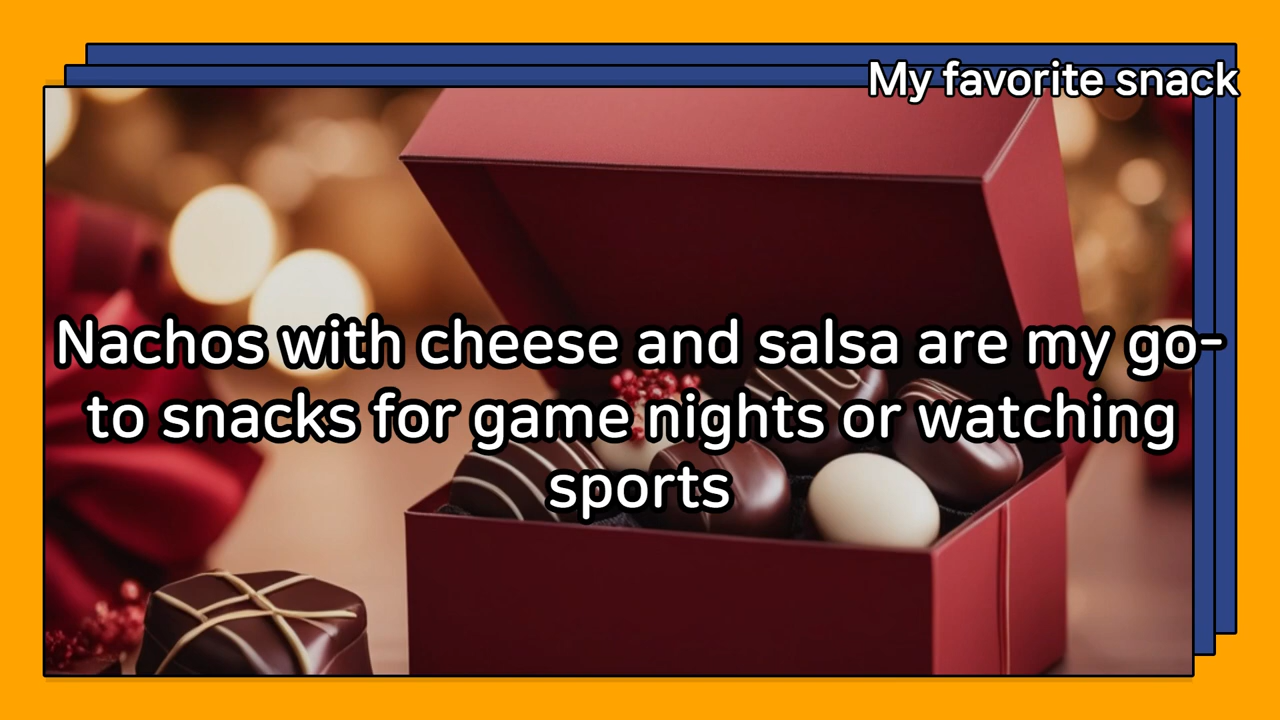 My favorite snack
Nachos with cheese and salsa are my go-
to snacks for game nights or watching
sports